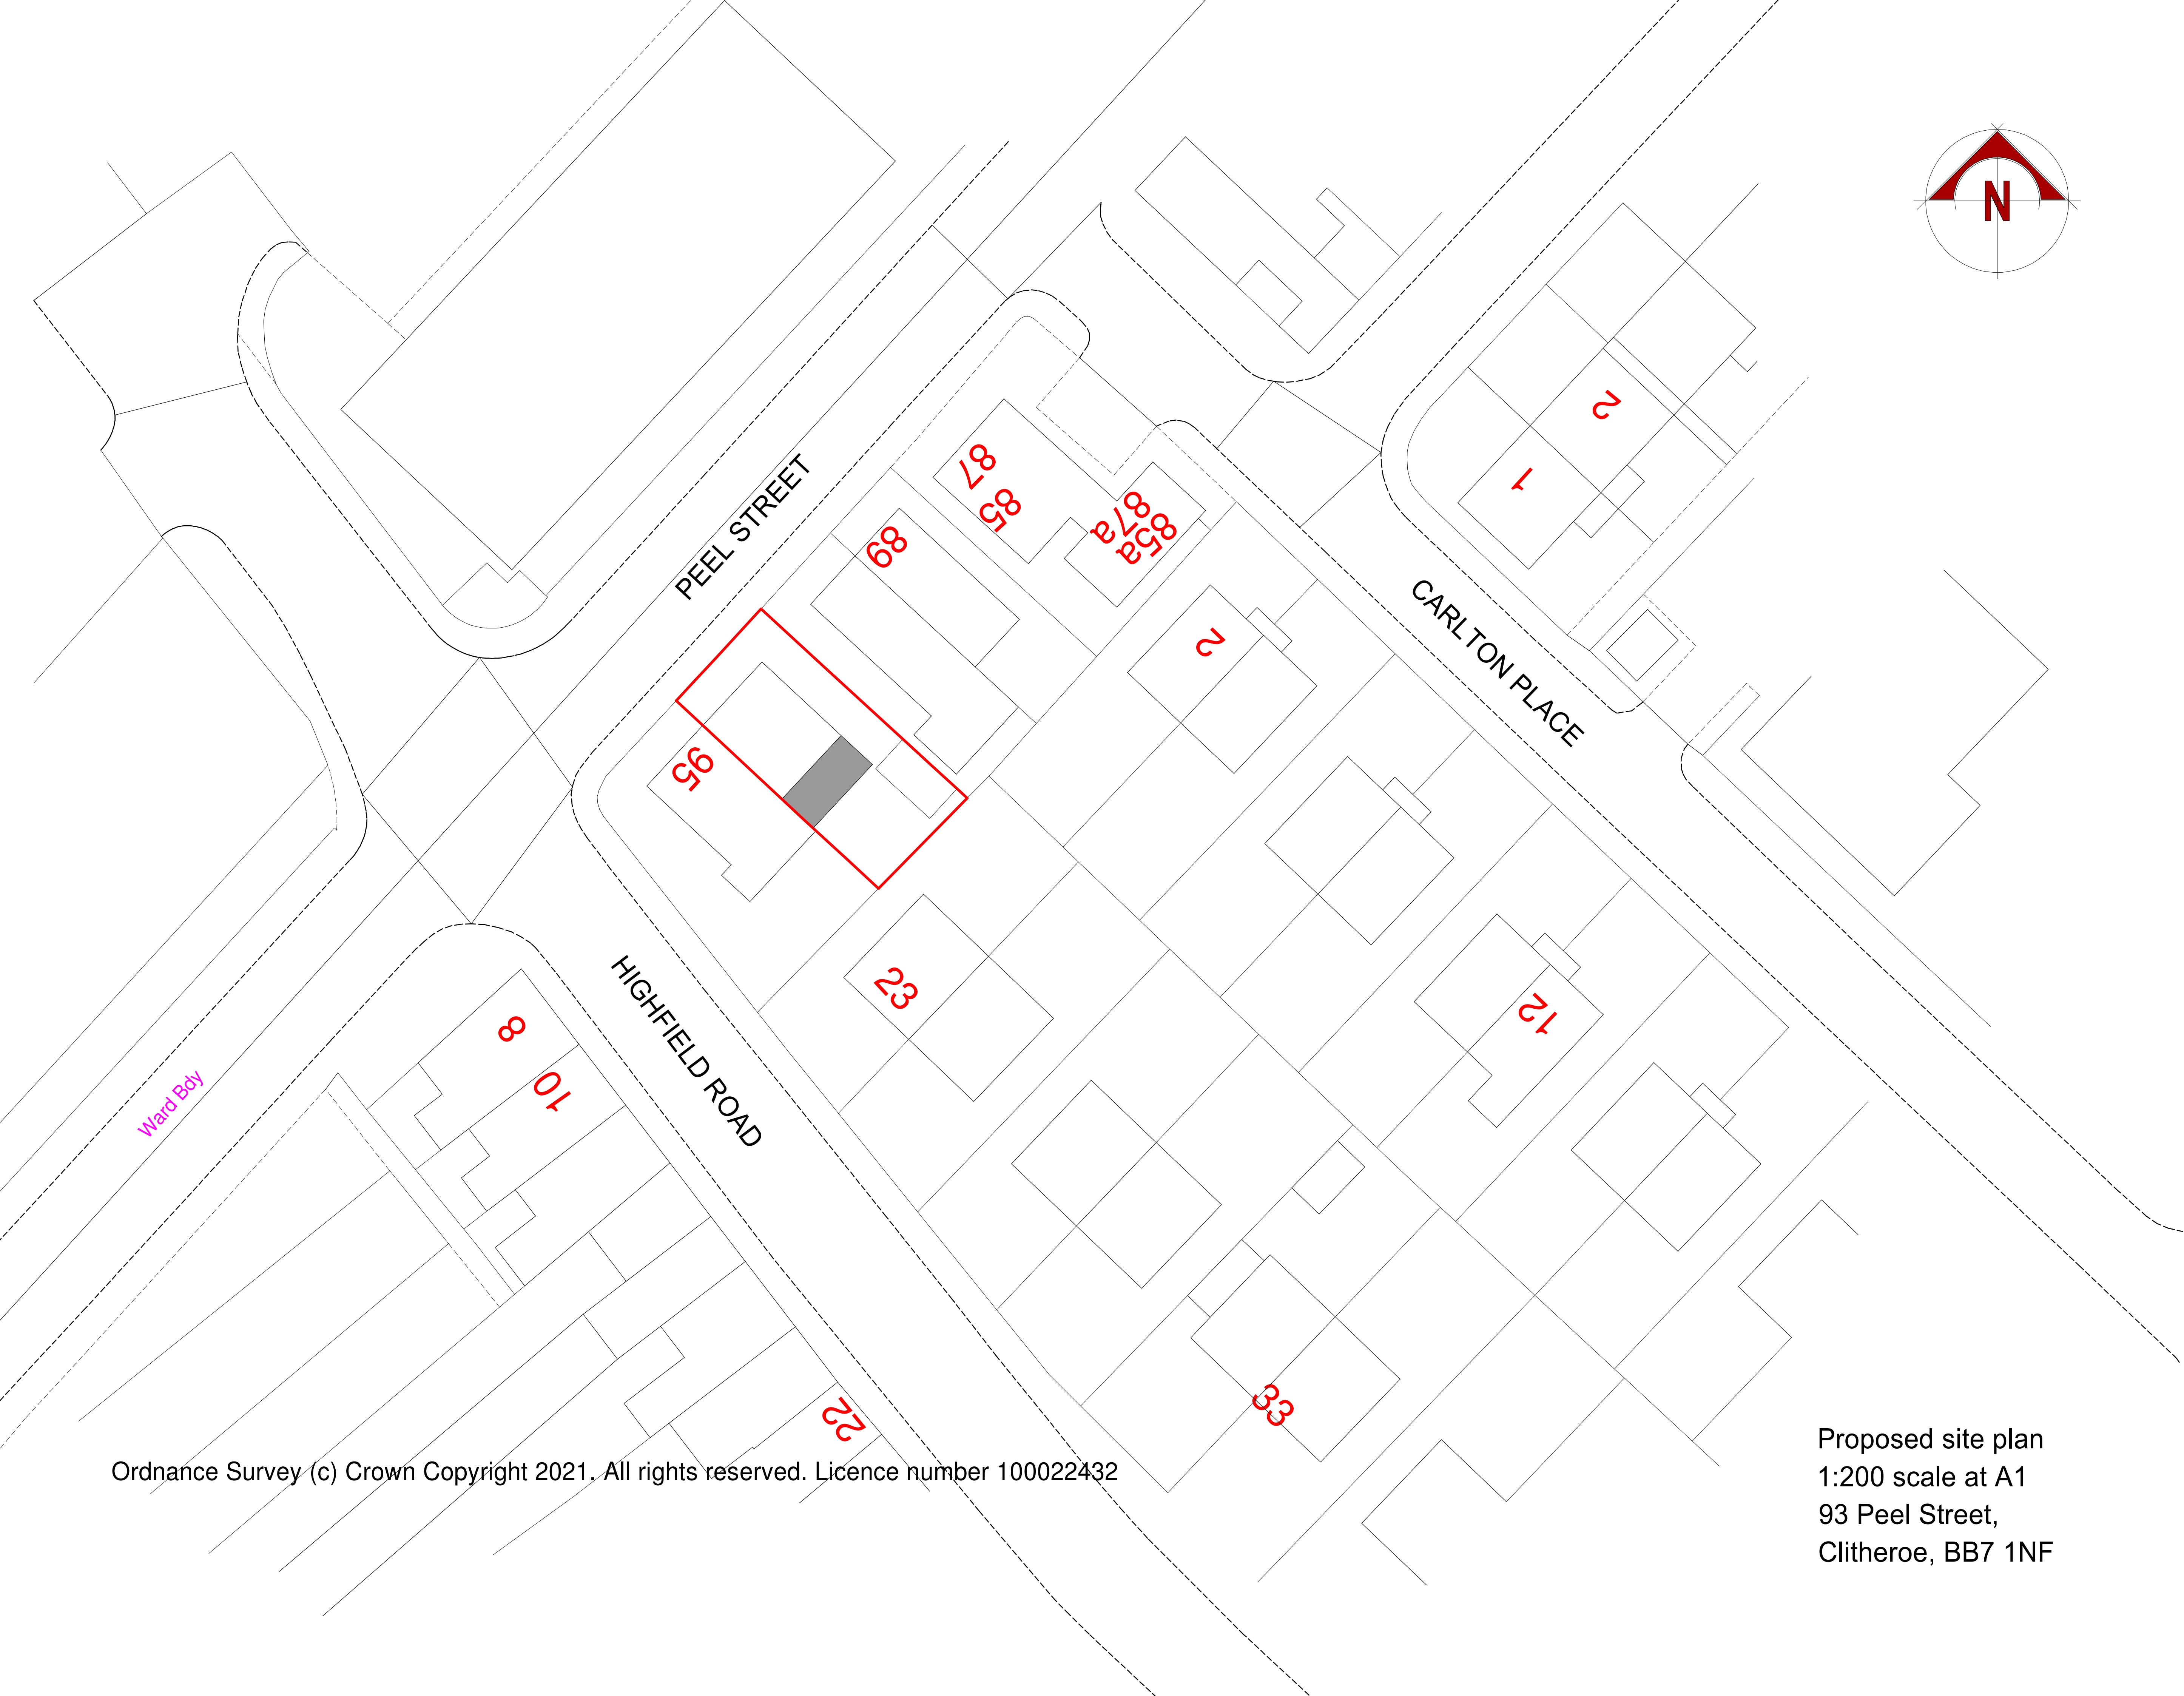 N
PEEL STREET
87
85
87a
85a
89
2
1
2
CARLTON PLACE
95
23
12
HIGHFIELD ROAD
8
10
Ward Bdy
33
22
Ordnance Survey (c) Crown Copyright 2021. All rights reserved. Licence number 100022432
Proposed site plan
1:200 scale at A1
93 Peel Street,
Clitheroe, BB7 1NF